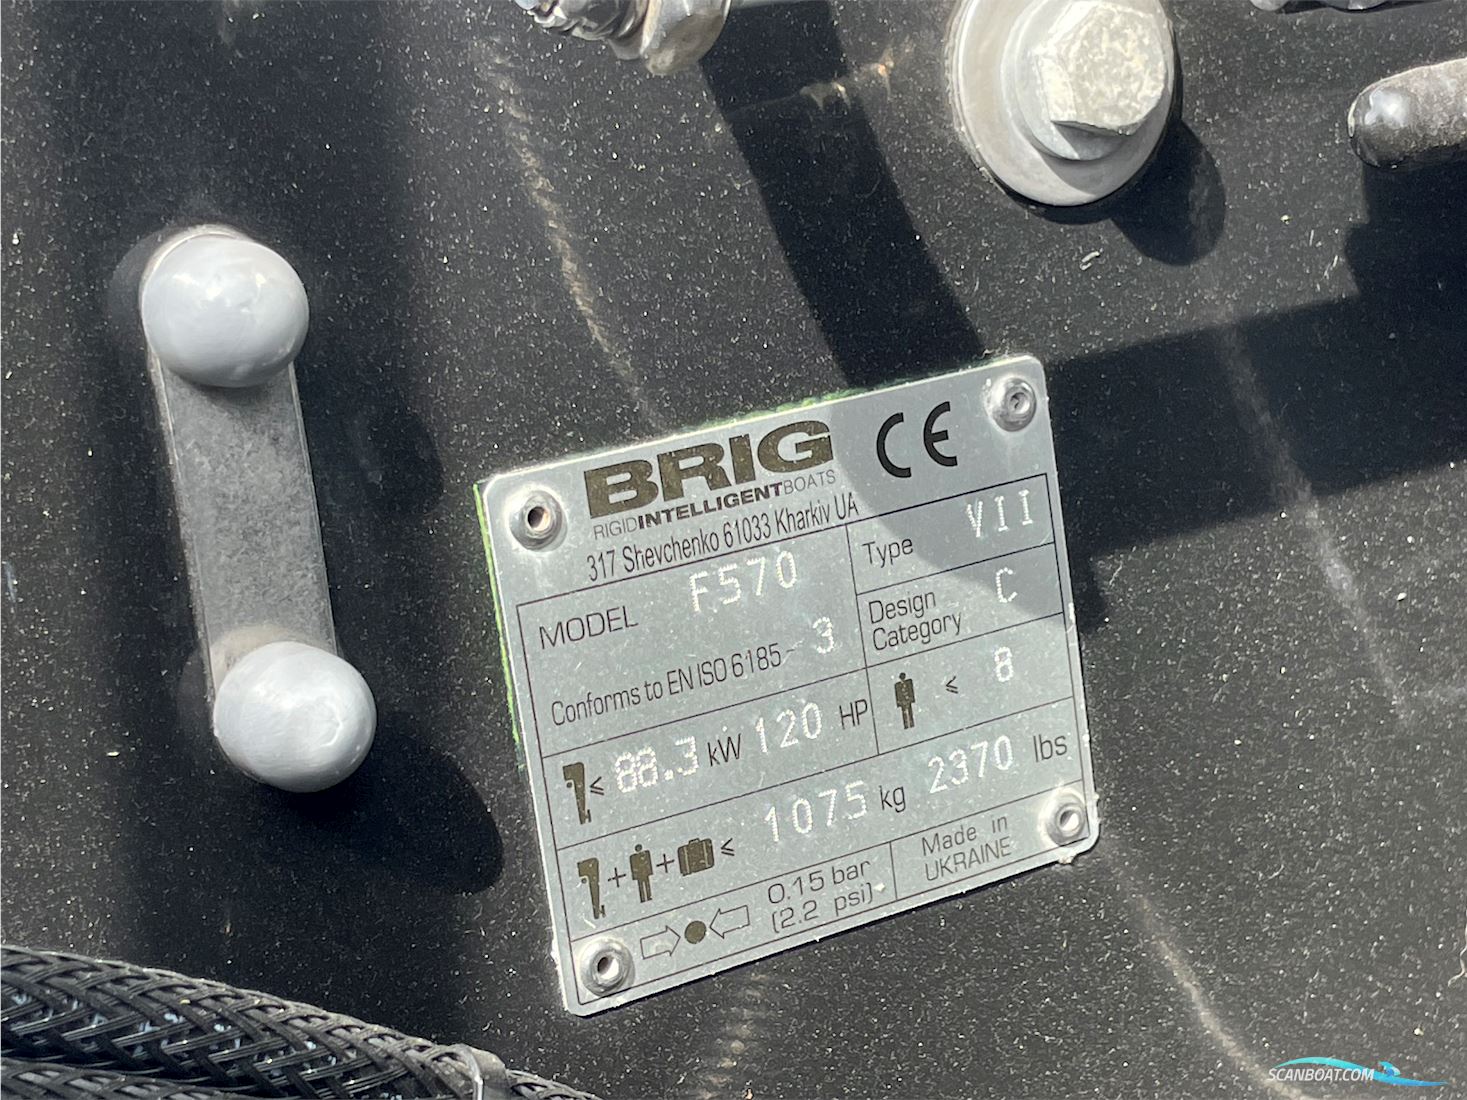 BRIG CE
RIGIDINTELLIGENTBOATS
317 Shevchenko 61033 Kharkiv UA
MODEL F570
Type VII
Conforms to EN ISO 6185 - 3
Design Category C
≤ 88.3 kW 120 HP
≤ 8
+ + ≤ 1075 kg 2370 lbs
0.15 bar
(2.2 psi)
Made in
UKRAINE
SCANBOAT.COM